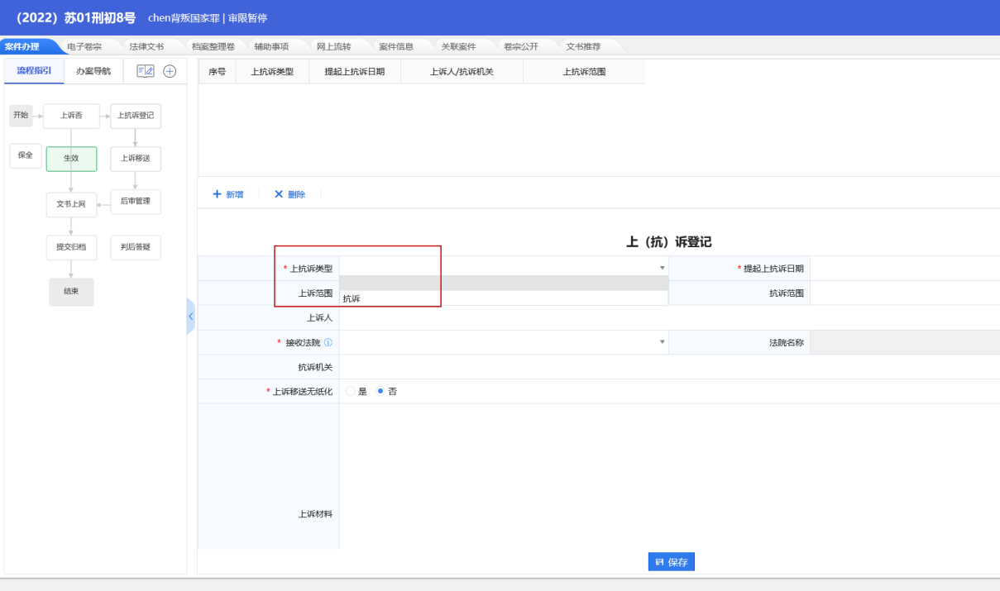 （2022）苏01刑初8号 chen背叛国家罪 | 审限暂停
案件办理 电子卷宗 法律文书 档案整理卷 辅助事项 网上流转 案件信息 关联案件 卷宗公开 文书推荐
流程指引 办案导航
开始 上诉否 上抗诉登记
保全 生效 上诉移送
文书上网 后审管理
提交归档 判后答疑
结束
序号 上抗诉类型 提起上抗诉日期 上诉人/抗诉机关 上抗诉范围
新增 删除
上（抗）诉登记
* 上抗诉类型 * 提起上抗诉日期
上诉范围 抗诉 抗诉范围
上诉人
* 接收法院 法院名称
抗诉机关
* 上诉移送无纸化 是 否
上诉材料
保存